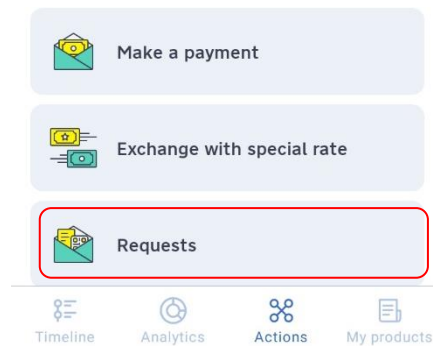 Make a payment
Exchange with special rate
Requests
Timeline Analytics Actions My products